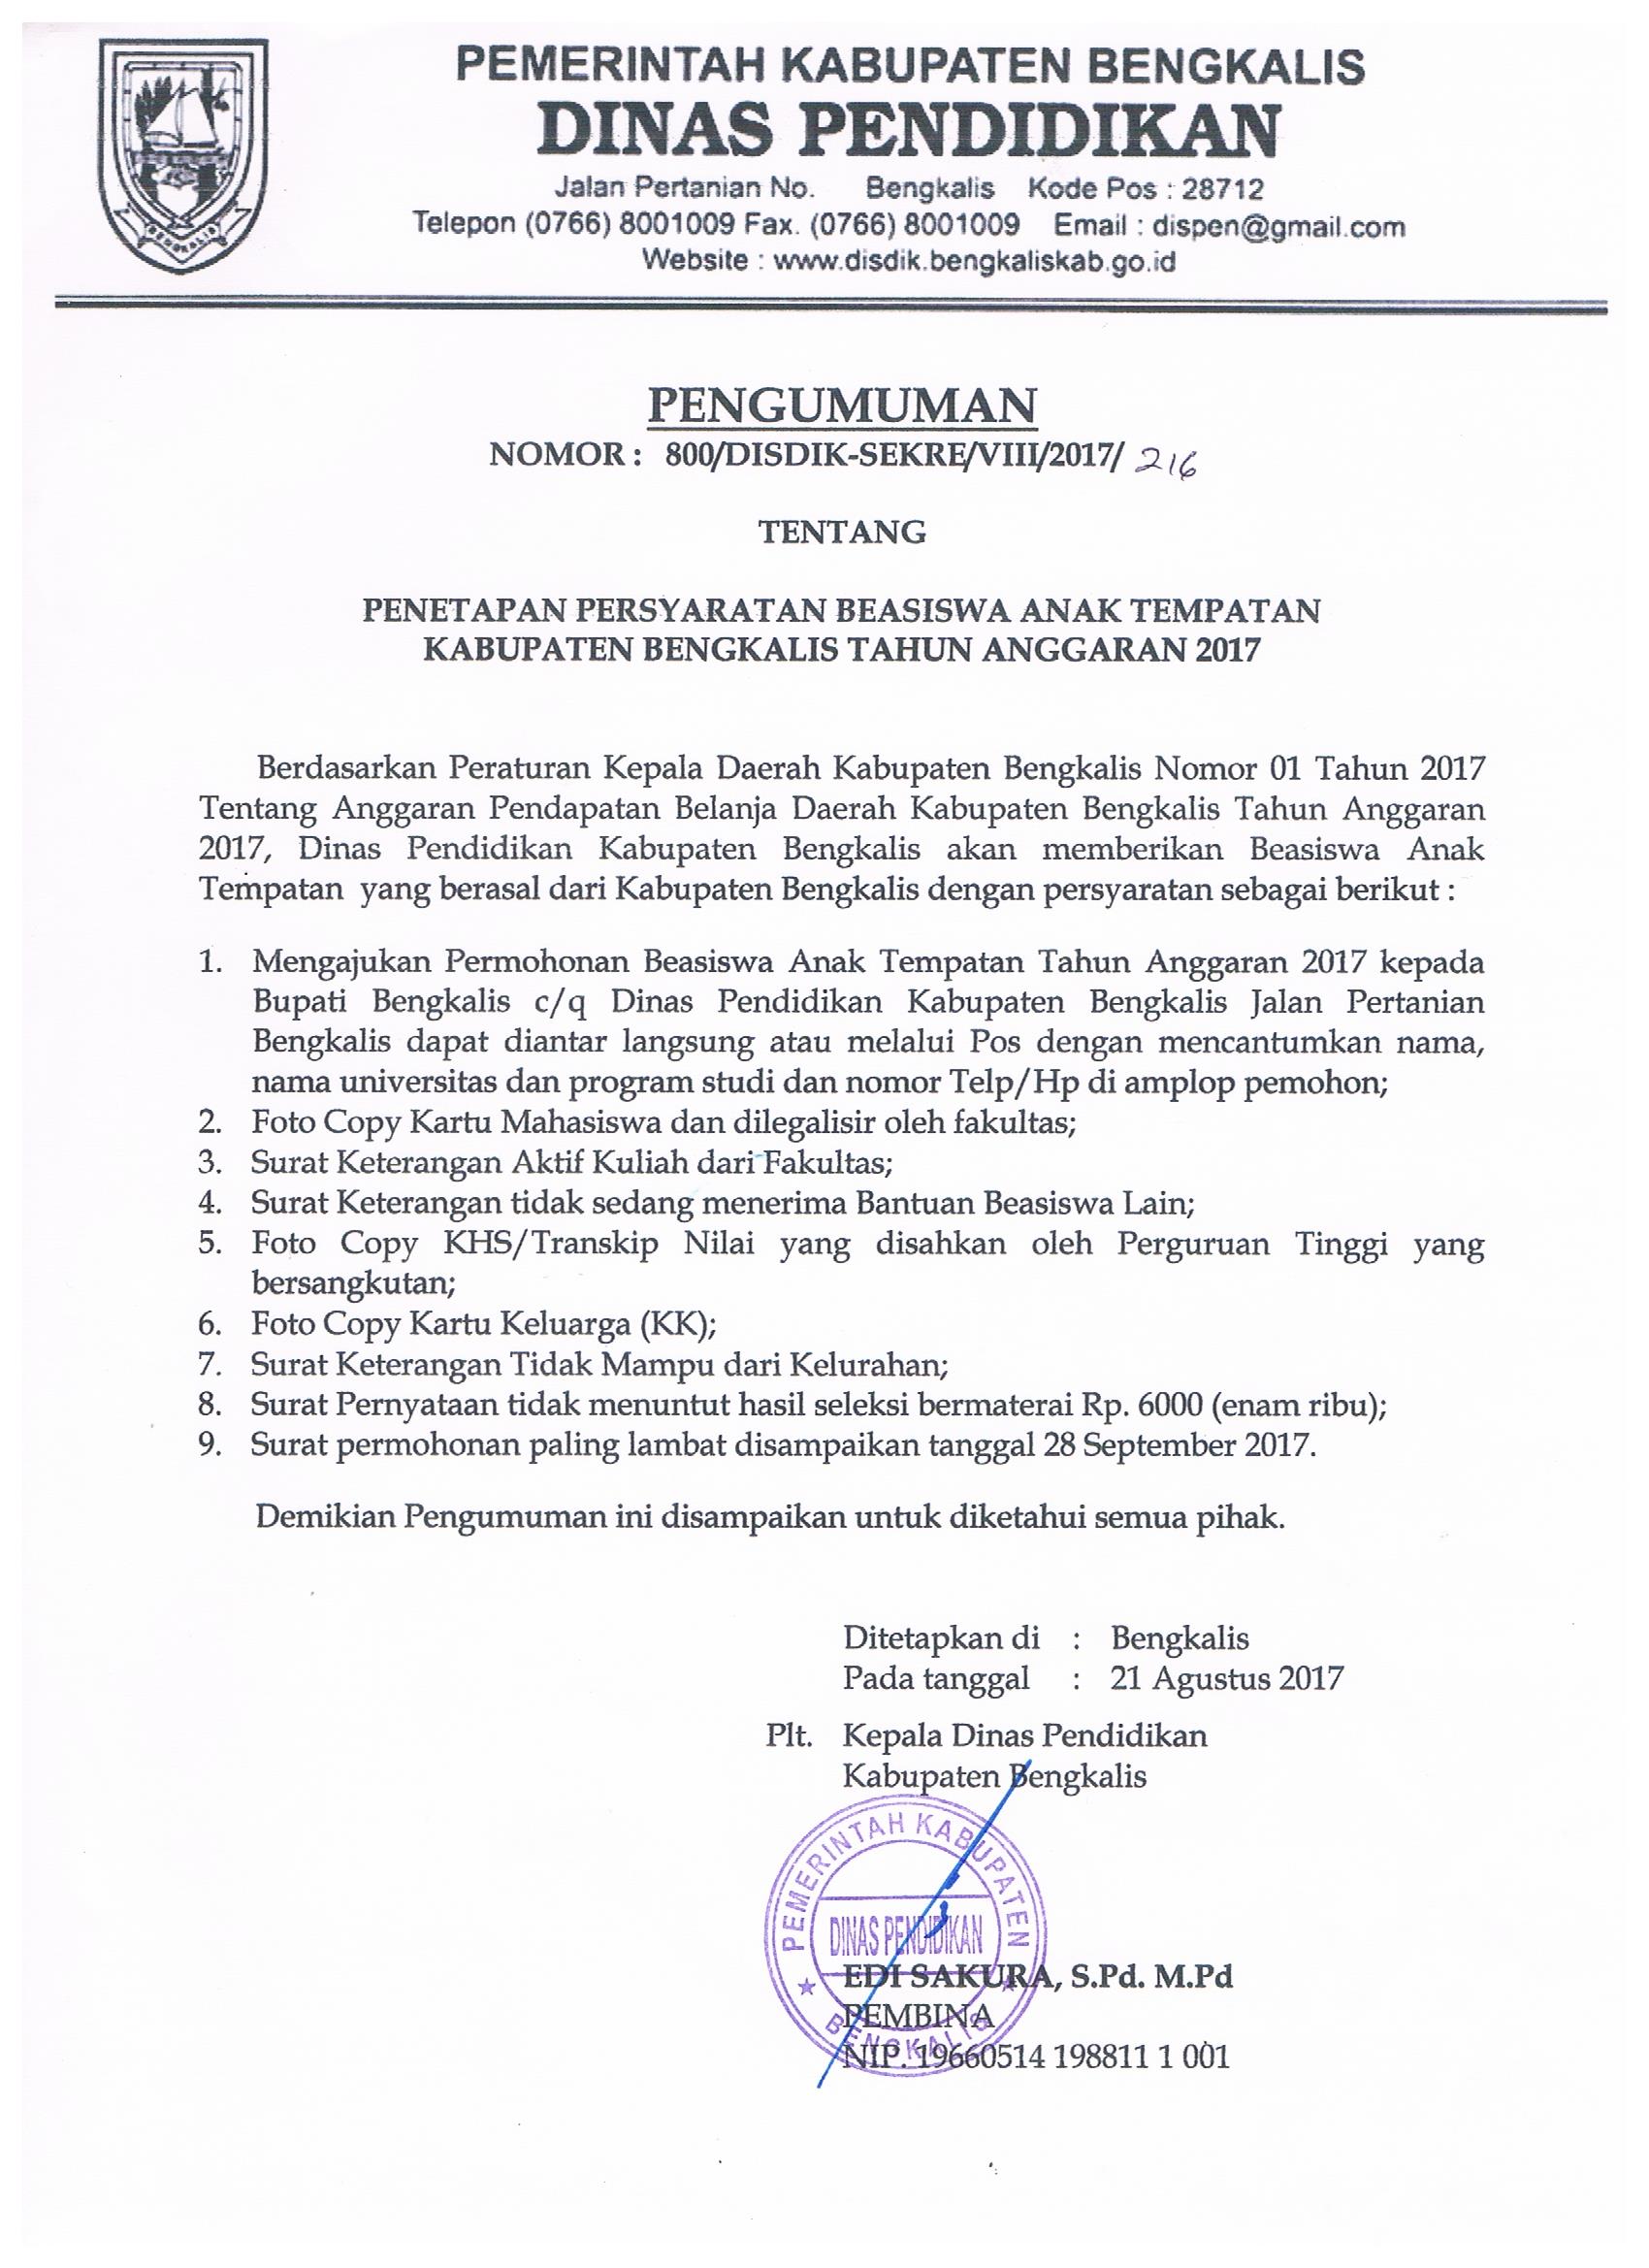 PEMERINTAH KABUPATEN BENGKALIS
DINAS PENDIDIKAN
Jalan Pertanian No. Bengkalis Kode Pos : 28712
Telepon (0766) 8001009 Fax. (0766) 8001009 Email : dispen@gmail.com
Website : www.disdik.bengkaliskab.go.id
BENGKALIS
PENGUMUMAN
NOMOR : 800/DISDIK-SEKRE/VIII/2017/ 216
TENTANG
PENETAPAN PERSYARATAN BEASISWA ANAK TEMPATAN
KABUPATEN BENGKALIS TAHUN ANGGARAN 2017
Berdasarkan Peraturan Kepala Daerah Kabupaten Bengkalis Nomor 01 Tahun 2017
Tentang Anggaran Pendapatan Belanja Daerah Kabupaten Bengkalis Tahun Anggaran
2017, Dinas Pendidikan Kabupaten Bengkalis akan memberikan Beasiswa Anak
Tempatan yang berasal dari Kabupaten Bengkalis dengan persyaratan sebagai berikut :
1. Mengajukan Permohonan Beasiswa Anak Tempatan Tahun Anggaran 2017 kepada
Bupati Bengkalis c/q Dinas Pendidikan Kabupaten Bengkalis Jalan Pertanian
Bengkalis dapat diantar langsung atau melalui Pos dengan mencantumkan nama,
nama universitas dan program studi dan nomor Telp/Hp di amplop pemohon;
2. Foto Copy Kartu Mahasiswa dan dilegalisir oleh fakultas;
3. Surat Keterangan Aktif Kuliah dari Fakultas;
4. Surat Keterangan tidak sedang menerima Bantuan Beasiswa Lain;
5. Foto Copy KHS/Transkip Nilai yang disahkan oleh Perguruan Tinggi yang
bersangkutan;
6. Foto Copy Kartu Keluarga (KK);
7. Surat Keterangan Tidak Mampu dari Kelurahan;
8. Surat Pernyataan tidak menuntut hasil seleksi bermaterai Rp. 6000 (enam ribu);
9. Surat permohonan paling lambat disampaikan tanggal 28 September 2017.
Demikian Pengumuman ini disampaikan untuk diketahui semua pihak.
Ditetapkan di : Bengkalis
Pada tanggal : 21 Agustus 2017
Plt. Kepala Dinas Pendidikan
Kabupaten Bengkalis
PEMERINTAH KABUPATEN
DINAS PENDIDIKAN
BENGKALIS
EDI SAKURA, S.Pd. M.Pd
PEMBINA
NIP. 19660514 198811 1 001